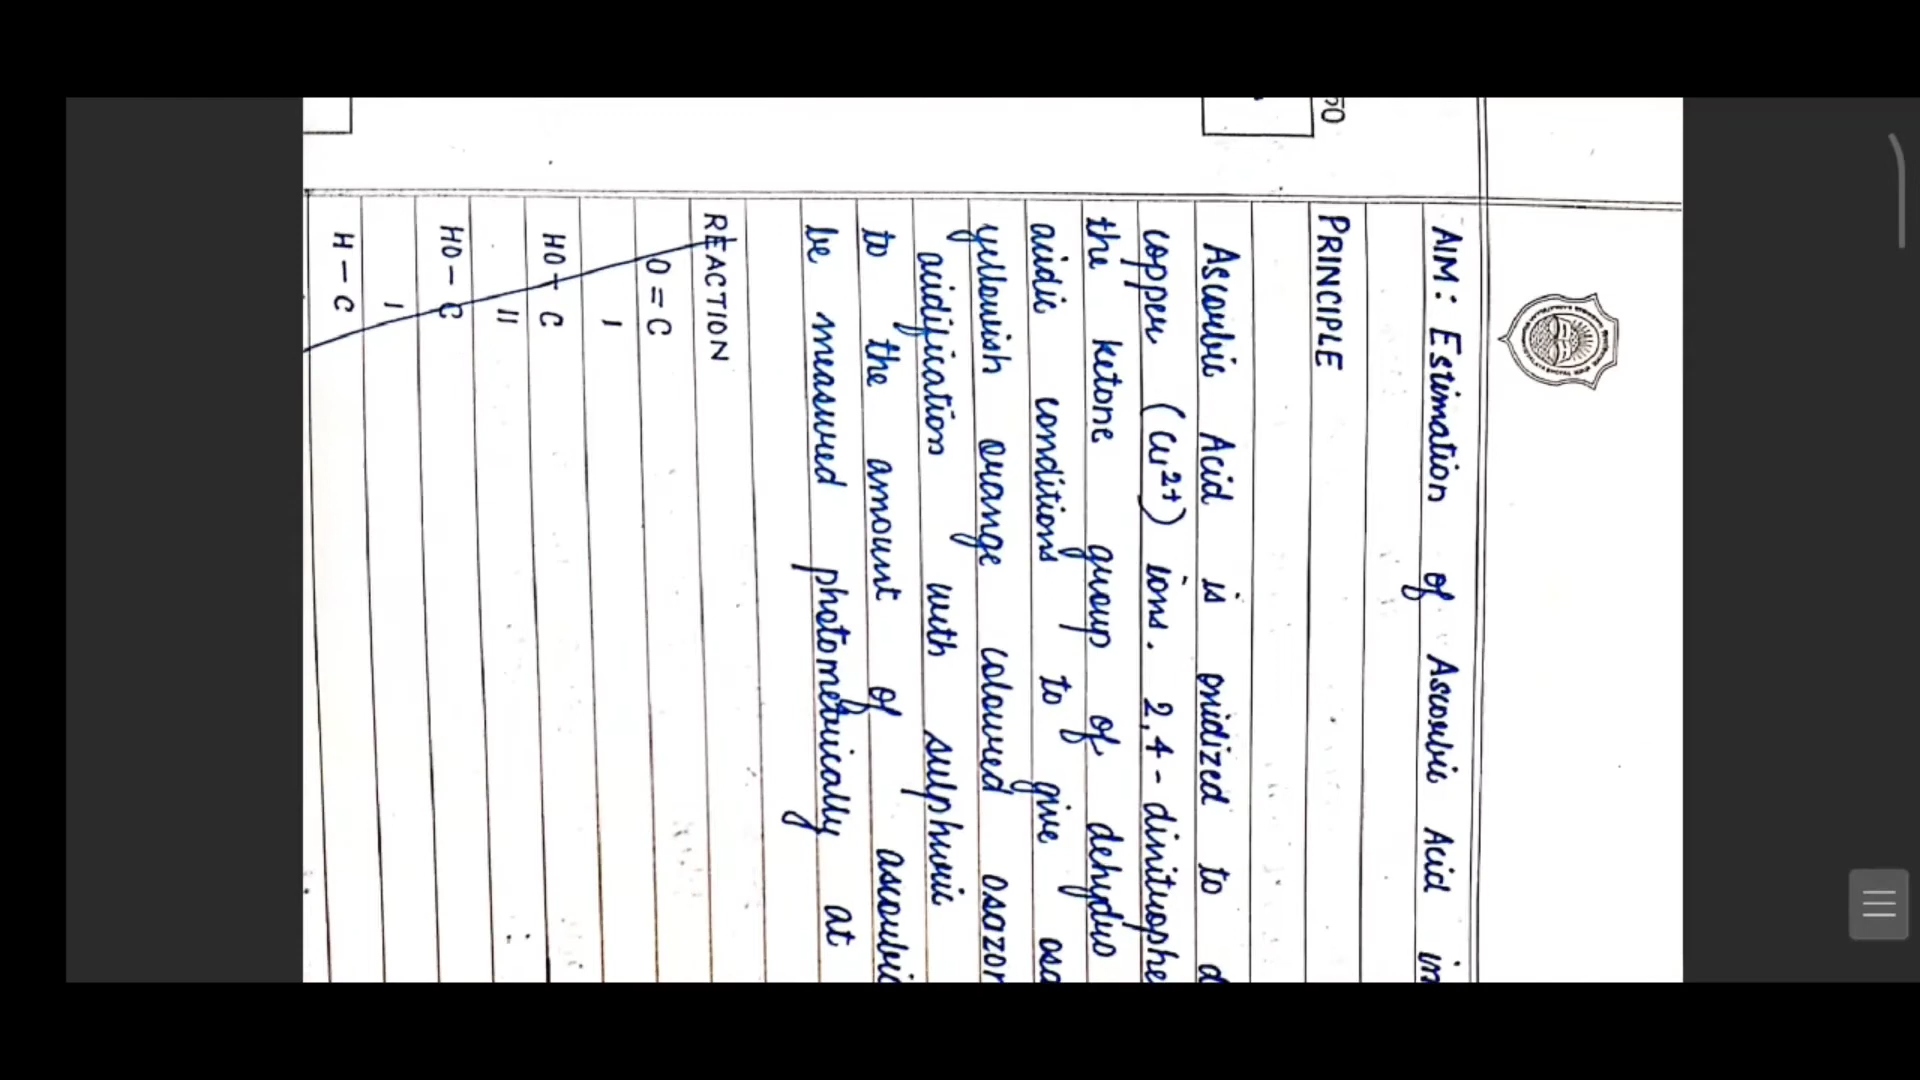 50
AIM: Estimation of Ascorbic Acid in
PRINCIPLE
Ascorbic Acid is oxidized to d
copper (Cu²⁺) ions. 2,4-dinitrophe
the ketone group of dehydro
acidic conditions to give osa
yellowish orange coloured osazon
acidification with sulphuric
to the amount of ascorbic
be measured photometrically at
REACTION
O = C
|
HO - C
||
HO - C
|
H - C